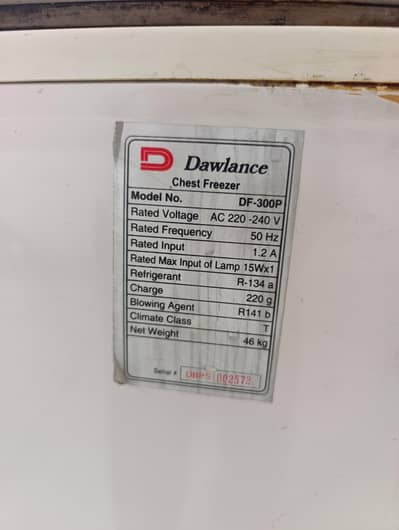 Dawlance
Chest Freezer
Model No. DF-300P
Rated Voltage AC 220 -240 V
Rated Frequency 50 Hz
Rated Input 1.2 A
Rated Max Input of Lamp 15Wx1
Refrigerant R-134 a
Charge 220 g
Blowing Agent R141 b
Climate Class T
Net Weight 46 kg
Serial # 002572